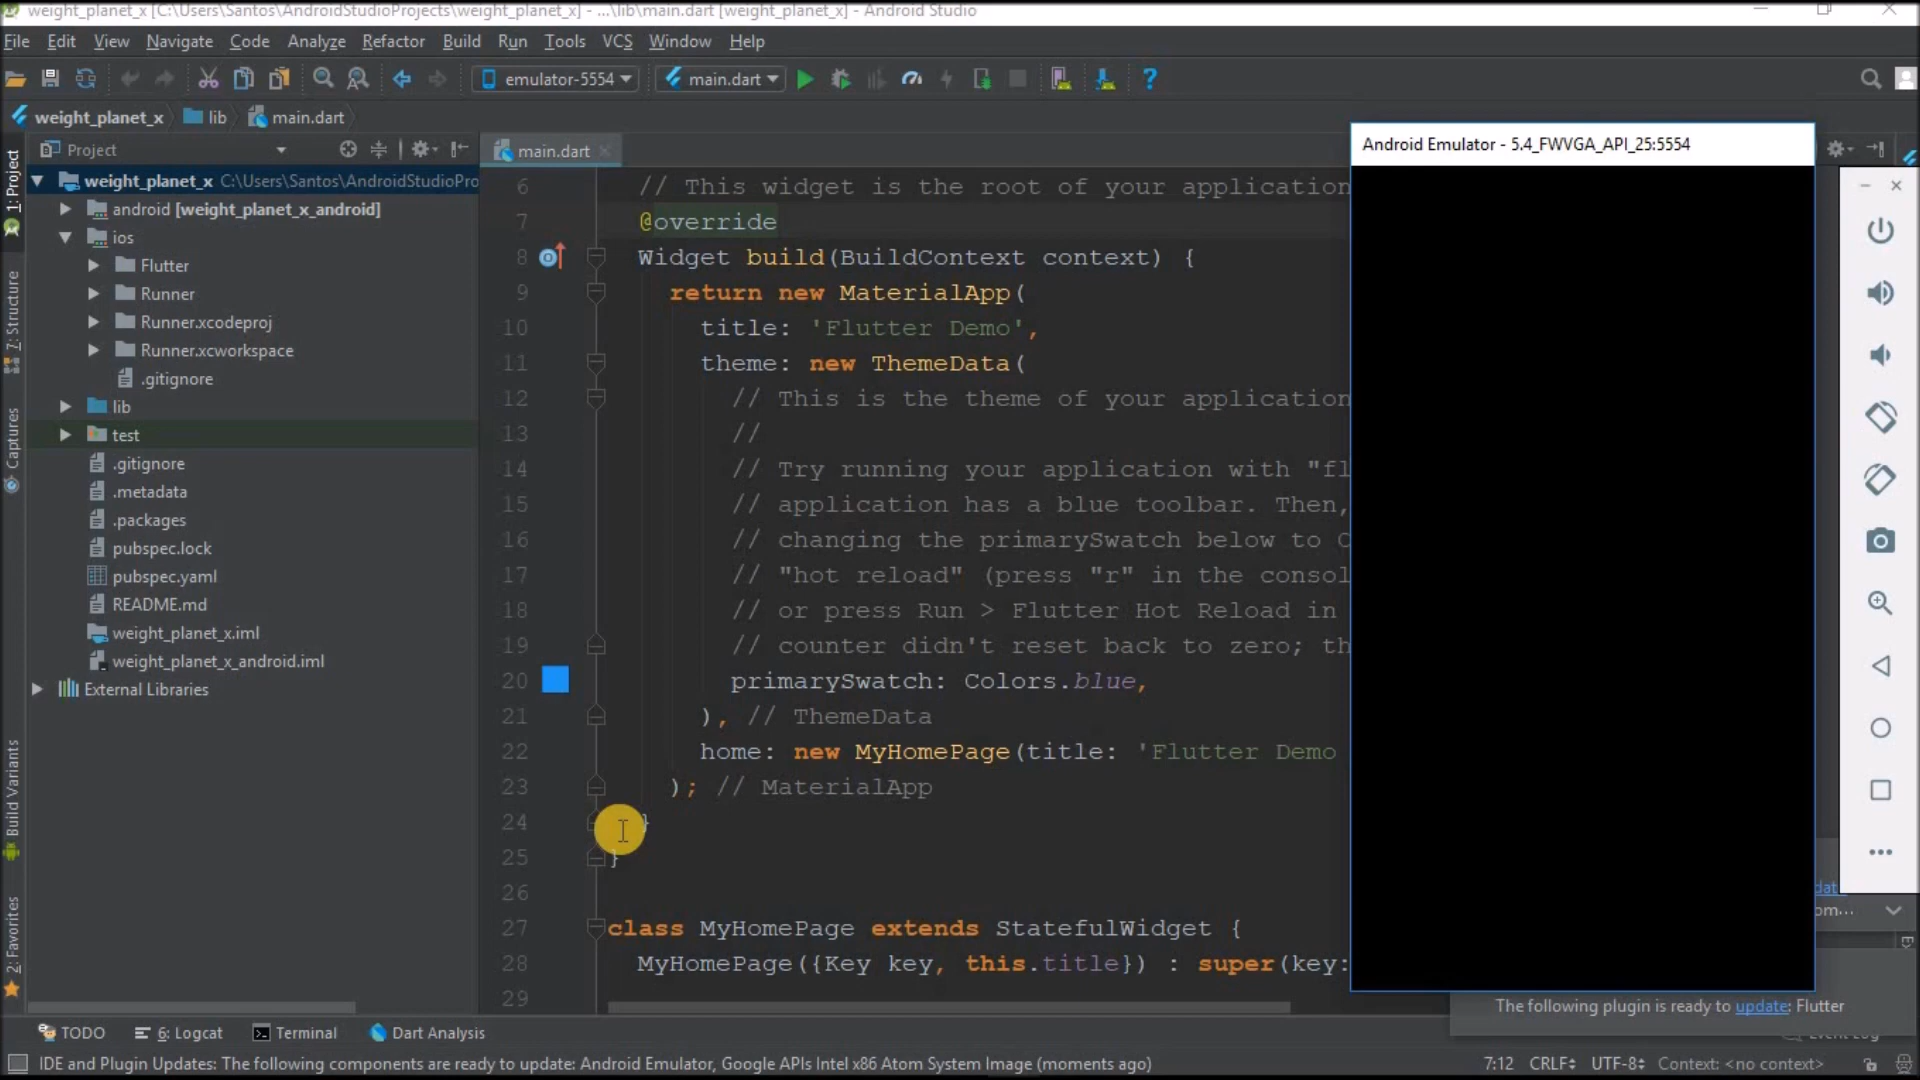 weight_planet_x [C:\Users\Santos\AndroidStudioProjects\weight_planet_x] - ...\lib\main.dart [weight_planet_x] - Android Studio
File Edit View Navigate Code Analyze Refactor Build Run Tools VCS Window Help
emulator-5554 main.dart
weight_planet_x lib main.dart
Project
main.dart
1: Project
7: Structure
Captures
Build Variants
2: Favorites
weight_planet_x C:\Users\Santos\AndroidStudioPro
android [weight_planet_x_android]
ios
Flutter
Runner
Runner.xcodeproj
Runner.xcworkspace
.gitignore
lib
test
.gitignore
.metadata
.packages
pubspec.lock
pubspec.yaml
README.md
weight_planet_x.iml
weight_planet_x_android.iml
External Libraries
6 // This widget is the root of your application
7 @override
8 Widget build(BuildContext context) {
9 return new MaterialApp(
10 title: 'Flutter Demo',
11 theme: new ThemeData(
12 // This is the theme of your application
13 //
14 // Try running your application with "fl
15 // application has a blue toolbar. Then,
16 // changing the primarySwatch below to C
17 // "hot reload" (press "r" in the consol
18 // or press Run > Flutter Hot Reload in
19 // counter didn't reset back to zero; th
20 primarySwatch: Colors.blue,
21 ), // ThemeData
22 home: new MyHomePage(title: 'Flutter Demo
23 ); // MaterialApp
24 }
25 }
26
27 class MyHomePage extends StatefulWidget {
28 MyHomePage({Key key, this.title}) : super(key:
29
Android Emulator - 5.4_FWVGA_API_25:5554
dat
om...
The following plugin is ready to update: Flutter
TODO 6: Logcat Terminal Dart Analysis
Event Log
IDE and Plugin Updates: The following components are ready to update: Android Emulator, Google APIs Intel x86 Atom System Image (moments ago)
7:12 CRLF UTF-8 Context: <no context>